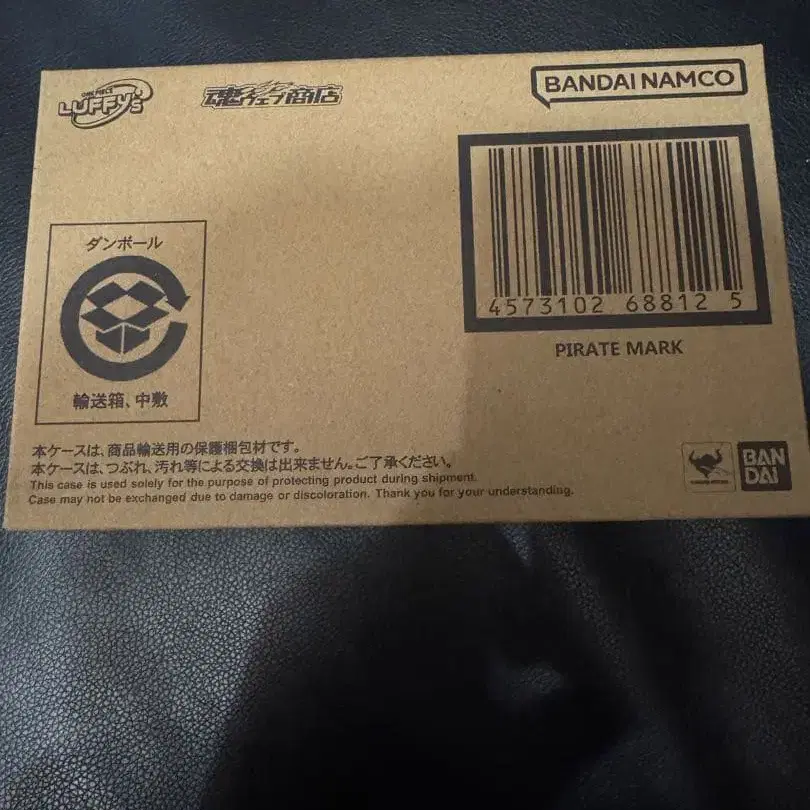 ONE PIECE
LUFFY's
魂ウェブ商店
BANDAI NAMCO
4573102 68812 5
PIRATE MARK
ダンボール
輸送箱、中敷
本ケースは、商品輸送用の保護梱包材です。
本ケースは、つぶれ、汚れ等による交換は出来ません。ご了承ください。
This case is used solely for the purpose of protecting product during shipment.
Case may not be exchanged due to damage or discoloration. Thank you for your understanding.
BAN
DAI